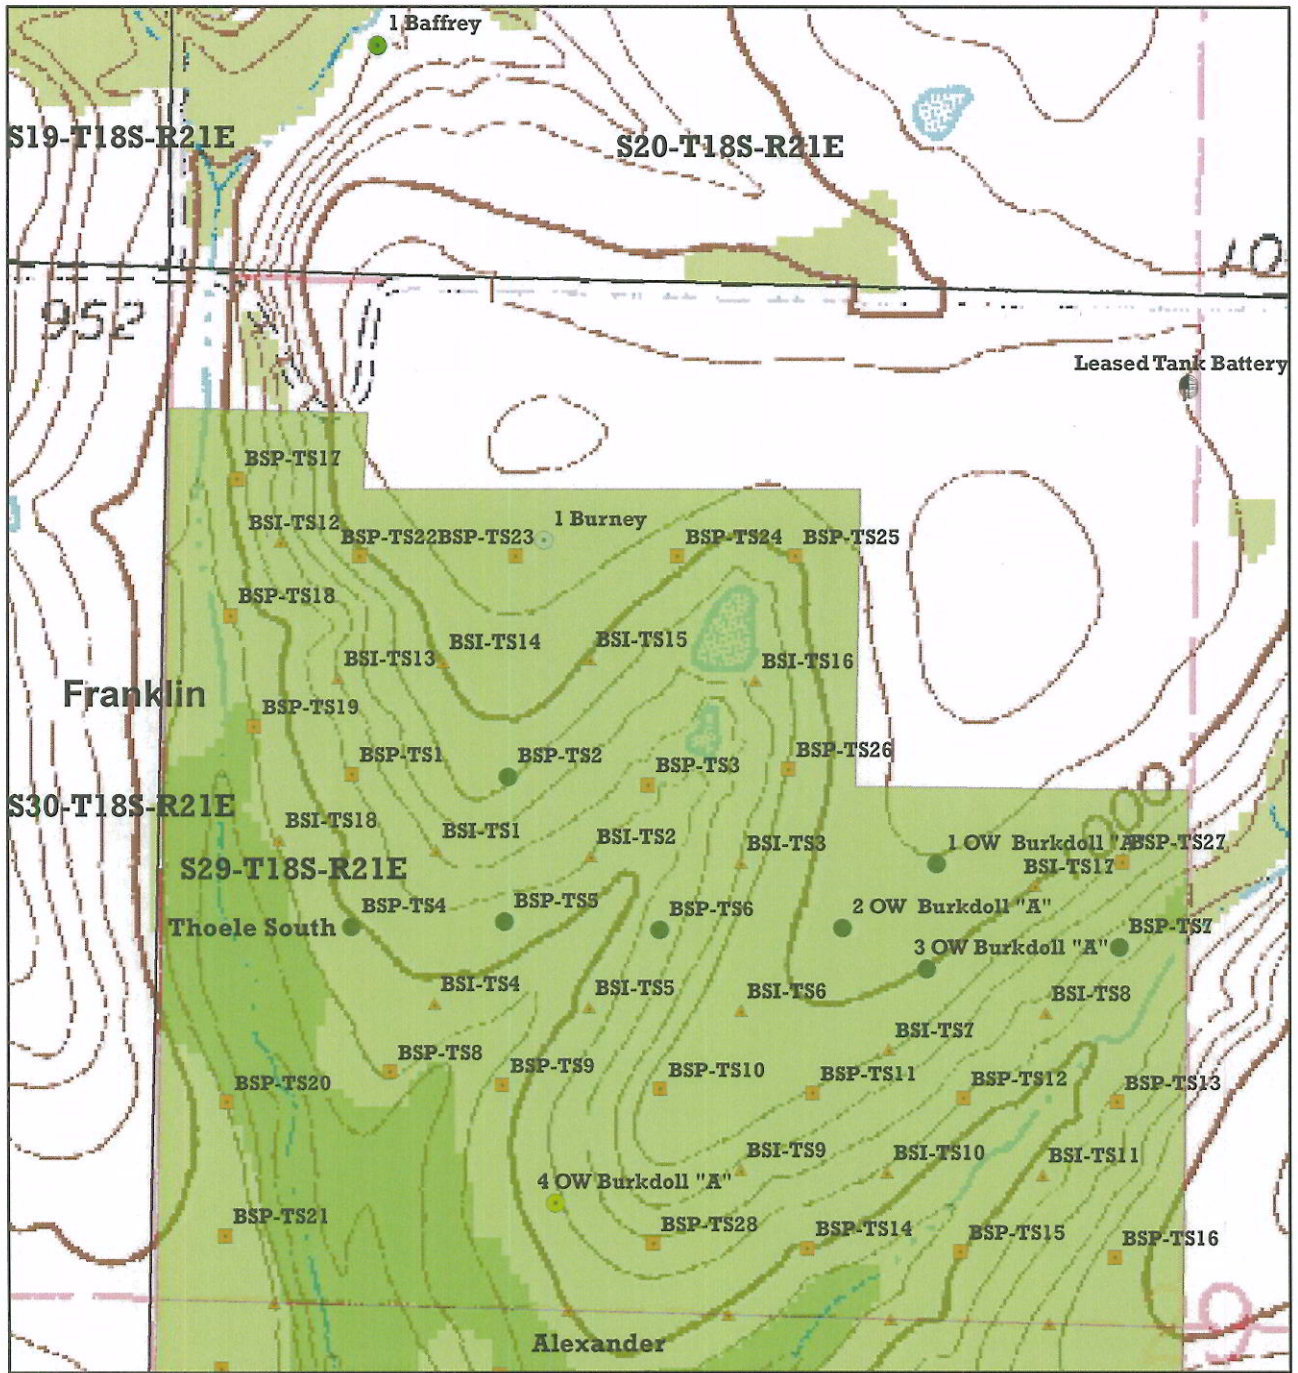 1 Baffrey
S19-T18S-R21E
S20-T18S-R21E
10
952
Leased Tank Battery
BSP-TS17
1 Burney
BSI-TS12
BSP-TS22
BSP-TS23
BSP-TS24
BSP-TS25
BSP-TS18
BSI-TS13
BSI-TS14
BSI-TS15
BSI-TS16
Franklin
BSP-TS19
BSP-TS1
BSP-TS2
BSP-TS3
BSP-TS26
S30-T18S-R21E
BSI-TS18
BSI-TS1
BSI-TS2
BSI-TS3
1 OW Burkdoll "A"
BSP-TS27
S29-T18S-R21E
BSI-TS17
Thoele South
BSP-TS4
BSP-TS5
BSP-TS6
2 OW Burkdoll "A"
BSP-TS7
3 OW Burkdoll "A"
BSI-TS4
BSI-TS5
BSI-TS6
BSI-TS8
BSI-TS7
BSP-TS8
BSP-TS9
BSP-TS10
BSP-TS11
BSP-TS12
BSP-TS13
BSP-TS20
BSI-TS9
BSI-TS10
BSI-TS11
4 OW Burkdoll "A"
BSP-TS21
BSP-TS28
BSP-TS14
BSP-TS15
BSP-TS16
Alexander